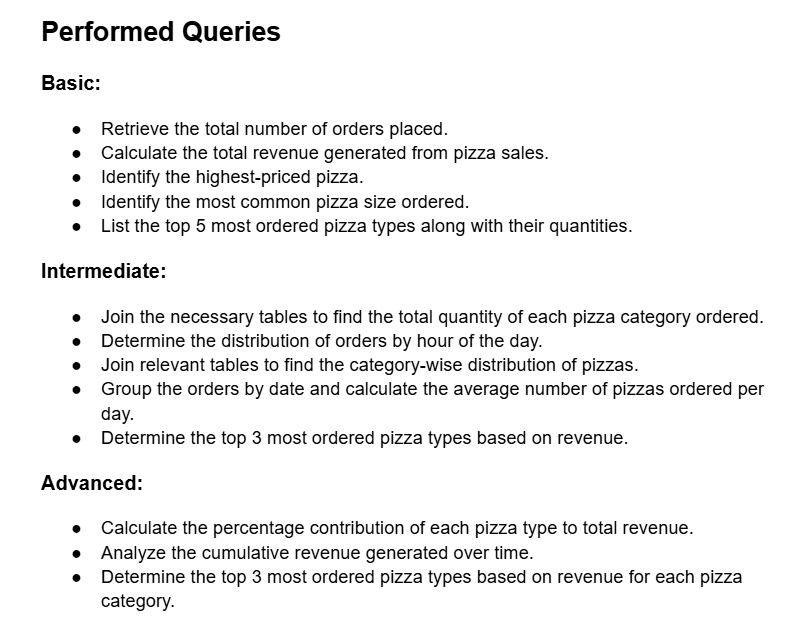 Performed Queries
Basic:
● Retrieve the total number of orders placed.
● Calculate the total revenue generated from pizza sales.
● Identify the highest-priced pizza.
● Identify the most common pizza size ordered.
● List the top 5 most ordered pizza types along with their quantities.
Intermediate:
● Join the necessary tables to find the total quantity of each pizza category ordered.
● Determine the distribution of orders by hour of the day.
● Join relevant tables to find the category-wise distribution of pizzas.
● Group the orders by date and calculate the average number of pizzas ordered per
day.
● Determine the top 3 most ordered pizza types based on revenue.
Advanced:
● Calculate the percentage contribution of each pizza type to total revenue.
● Analyze the cumulative revenue generated over time.
● Determine the top 3 most ordered pizza types based on revenue for each pizza
category.